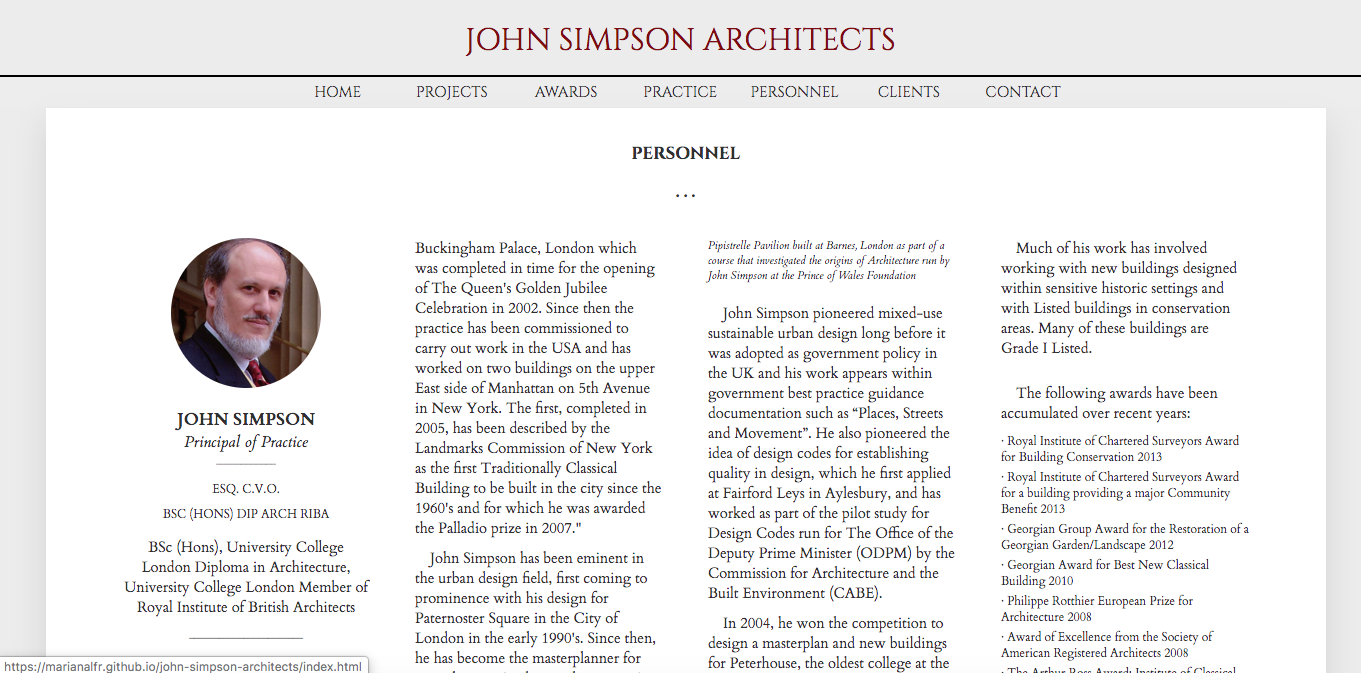 JOHN SIMPSON ARCHITECTS
HOME PROJECTS AWARDS PRACTICE PERSONNEL CLIENTS CONTACT
PERSONNEL
...
JOHN SIMPSON
Principal of Practice
ESQ. C.V.O.
BSC (HONS) DIP ARCH RIBA
BSc (Hons), University College
London Diploma in Architecture,
University College London Member of
Royal Institute of British Architects
Buckingham Palace, London which
was completed in time for the opening
of The Queen's Golden Jubilee
Celebration in 2002. Since then the
practice has been commissioned to
carry out work in the USA and has
worked on two buildings on the upper
East side of Manhattan on 5th Avenue
in New York. The first, completed in
2005, has been described by the
Landmarks Commission of New York
as the first Traditionally Classical
Building to be built in the city since the
1960's and for which he was awarded
the Palladio prize in 2007."
John Simpson has been eminent in
the urban design field, first coming to
prominence with his design for
Paternoster Square in the City of
London in the early 1990's. Since then,
he has become the masterplanner for
Pipistrelle Pavilion built at Barnes, London as part of a
course that investigated the origins of Architecture run by
John Simpson at the Prince of Wales Foundation
John Simpson pioneered mixed-use
sustainable urban design long before it
was adopted as government policy in
the UK and his work appears within
government best practice guidance
documentation such as “Places, Streets
and Movement”. He also pioneered the
idea of design codes for establishing
quality in design, which he first applied
at Fairford Leys in Aylesbury, and has
worked as part of the pilot study for
Design Codes run for The Office of the
Deputy Prime Minister (ODPM) by the
Commission for Architecture and the
Built Environment (CABE).
In 2004, he won the competition to
design a masterplan and new buildings
for Peterhouse, the oldest college at the
Much of his work has involved
working with new buildings designed
within sensitive historic settings and
with Listed buildings in conservation
areas. Many of these buildings are
Grade I Listed.
The following awards have been
accumulated over recent years:
· Royal Institute of Chartered Surveyors Award
for Building Conservation 2013
· Royal Institute of Chartered Surveyors Award
for a building providing a major Community
Benefit 2013
· Georgian Group Award for the Restoration of a
Georgian Garden/Landscape 2012
· Georgian Award for Best New Classical
Building 2010
· Philippe Rotthier European Prize for
Architecture 2008
· Award of Excellence from the Society of
American Registered Architects 2008
· The Arthur Ross Award: Institute of Classical
https://marianalfr.github.io/john-simpson-architects/index.html